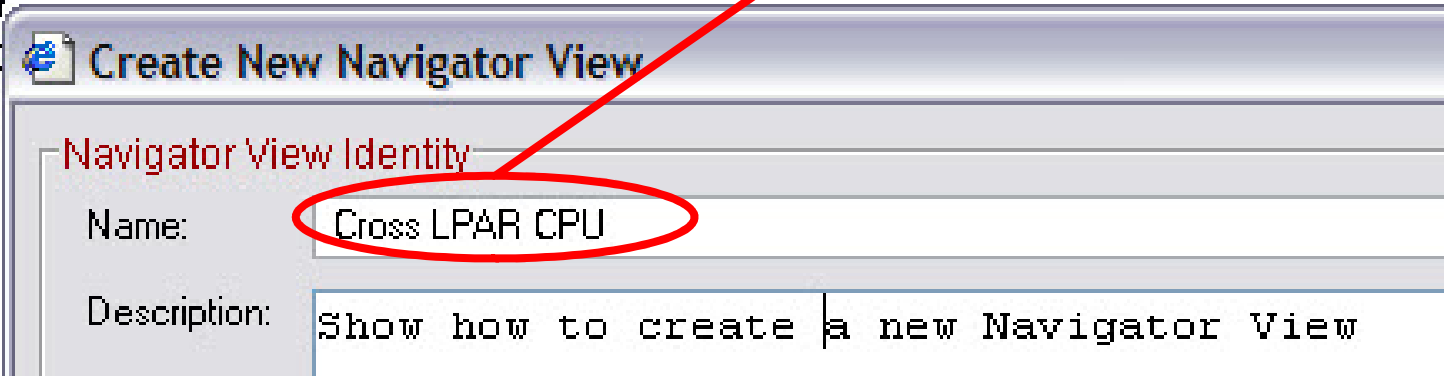 Create New Navigator View
Navigator View Identity
Name: Cross LPAR CPU
Description: Show how to create a new Navigator View